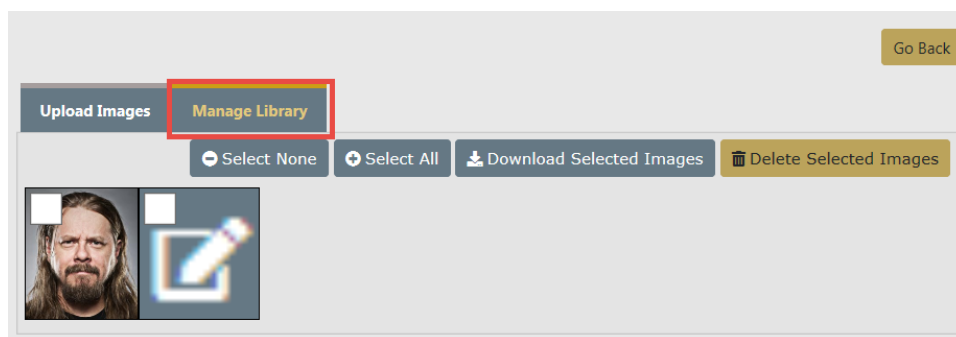 Go Back
Upload Images Manage Library
Select None Select All Download Selected Images Delete Selected Images